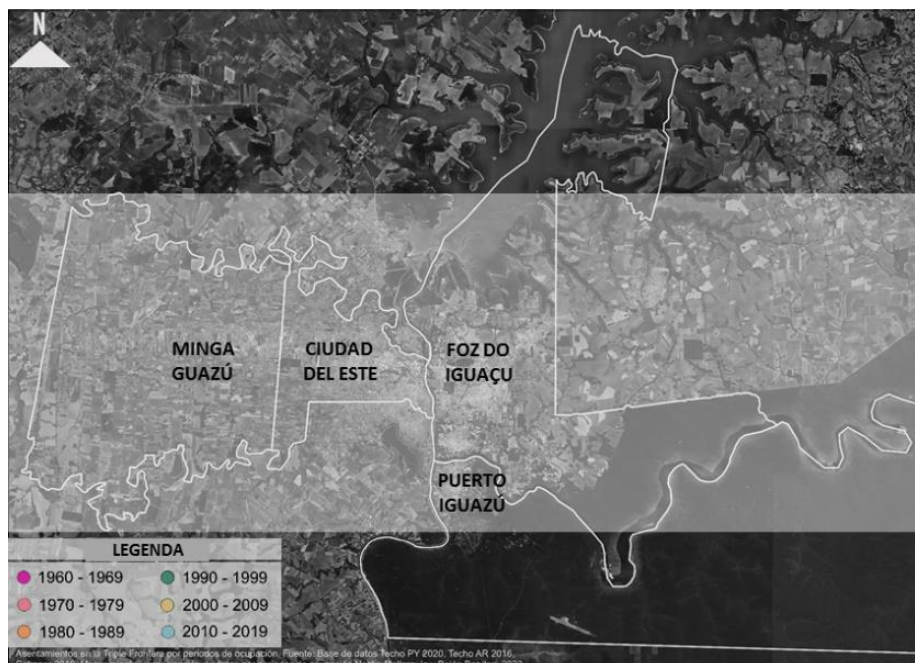 N
MINGA
GUAZÚ
CIUDAD
DEL ESTE
FOZ DO
IGUAÇU
PUERTO
IGUAZÚ
LEGENDA
1960 - 1969
1990 - 1999
1970 - 1979
2000 - 2009
1980 - 1989
2010 - 2019
Asentamientos en la Triple Frontera por periodos de ocupación. Fuente: Base de datos Techo PY 2020, Techo AR 2016,